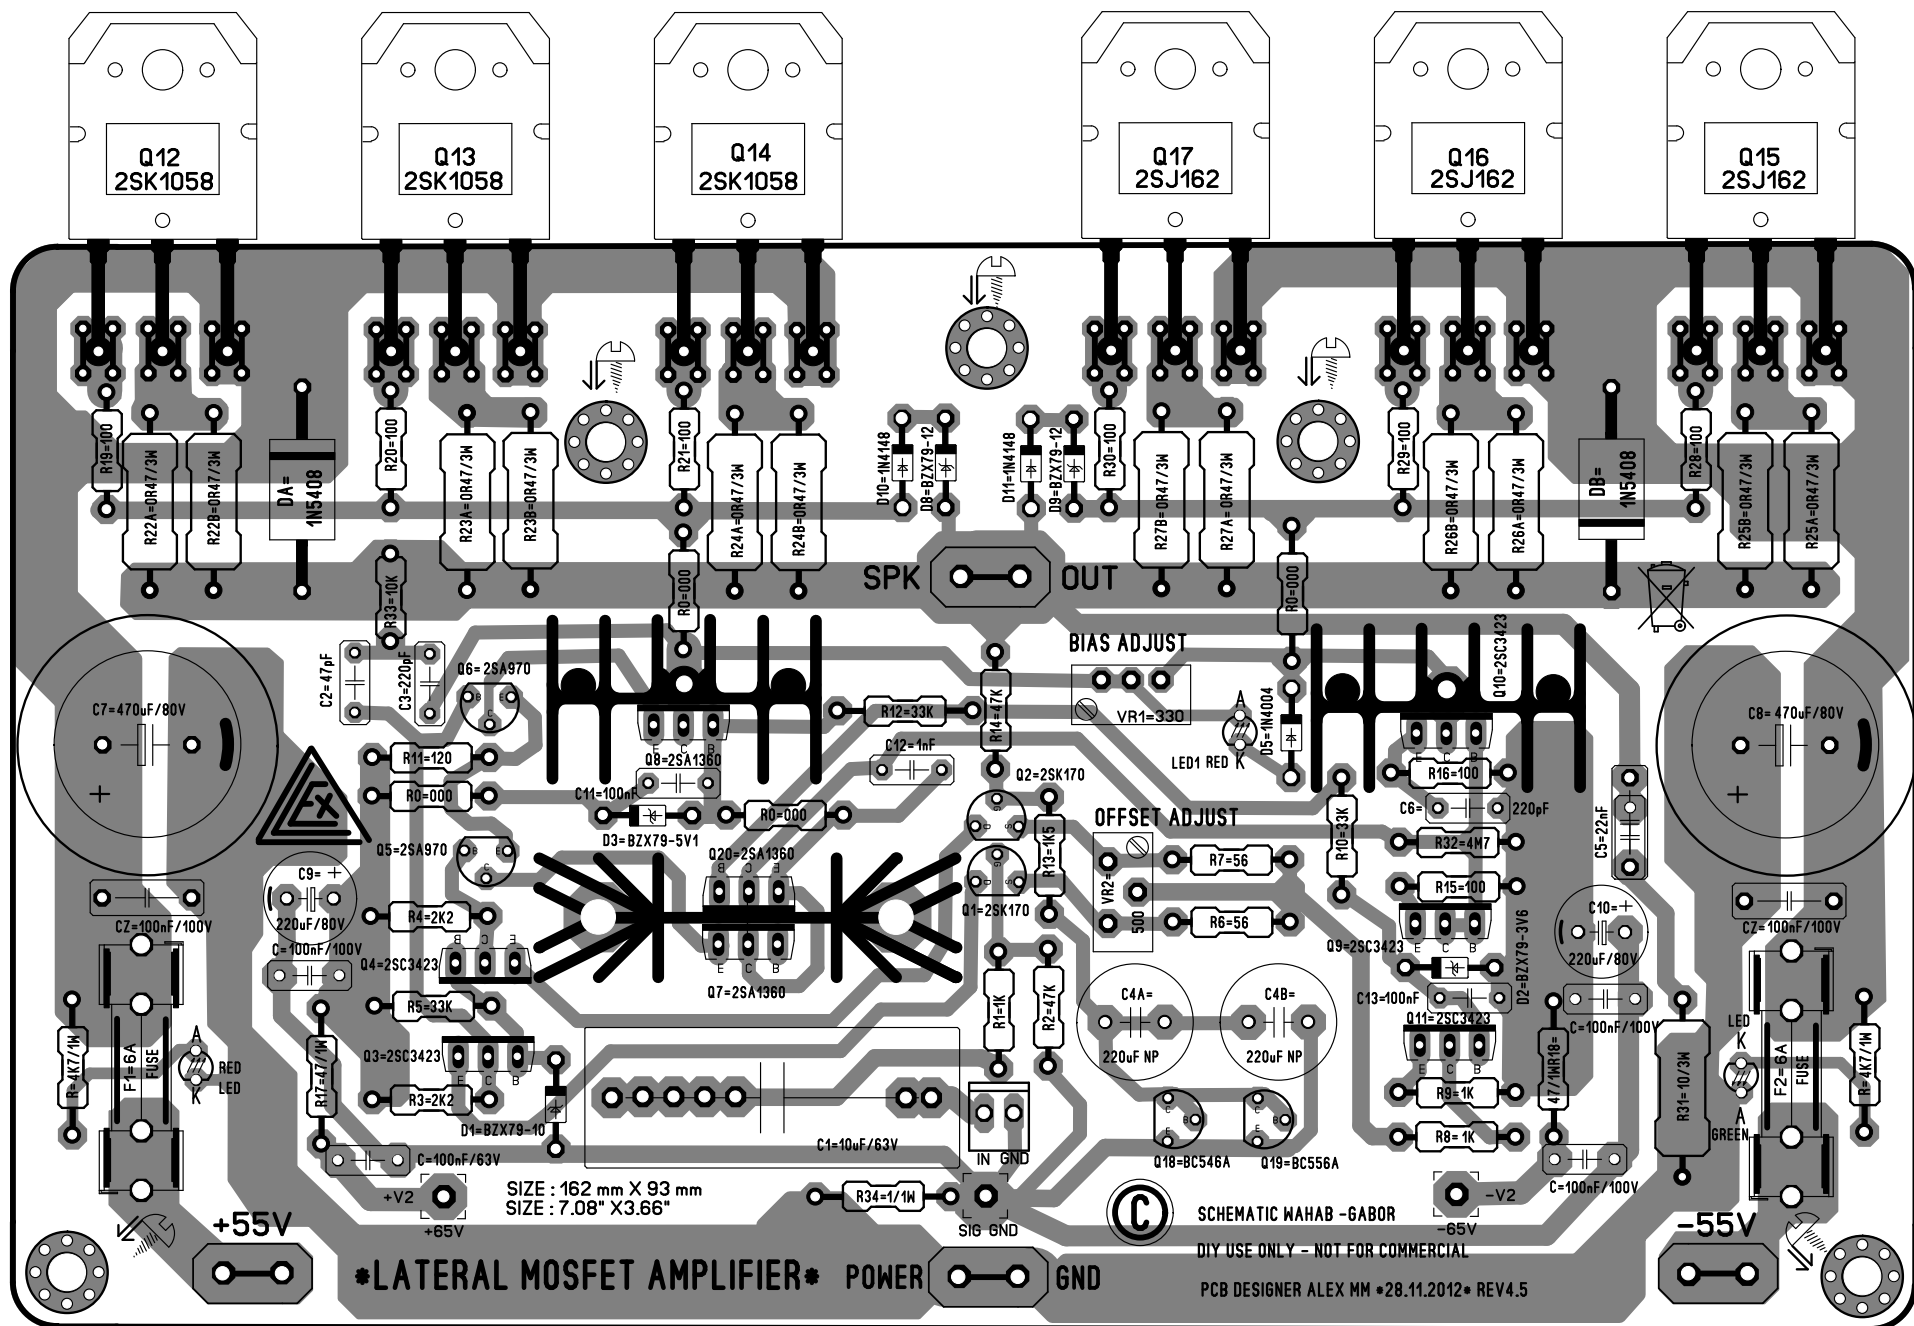 Q12
2SK1058
Q13
2SK1058
Q14
2SK1058
Q17
2SJ162
Q16
2SJ162
Q15
2SJ162
R19=100
R22A=0R47/3W
R22B=0R47/3W
DA=
1N5408
R20=100
R23A=0R47/3W
R23B=0R47/3W
R21=100
R24A=0R47/3W
R24B=0R47/3W
D10=1N4148
D8=BZX79-12
D11=1N4148
D9=BZX79-12
R30=100
R27B=0R47/3W
R27A=0R47/3W
R29=100
R26B=0R47/3W
R26A=0R47/3W
DB=
1N5408
R28=100
R25B=0R47/3W
R25A=0R47/3W
SPK
OUT
R33=10K
R0=000
R0=000
C2=47pF
C3=220pF
Q6=2SA970
B
E
C
BIAS ADJUST
VR1=330
Q10=2SC3423
C7=470uF/80V
+
R12=33K
R14=47K
A
LED1 RED
K
D5=1N4004
C8=470uF/80V
+
E
C
B
Q8=2SA1360
E
C
B
R11=120
C12=1nF
R16=100
R0=000
C11=100nF
Q2=2SK170
G
D
S
C6=
220pF
Ex
D3=BZX79-5V1
R0=000
OFFSET ADJUST
R32=4M7
C5=22nF
Q5=2SA970
B
E
C
Q20=2SA1360
B
C
E
R13=1K5
R7=56
R10=33K
VR2=
500
R15=100
C9=
+
220uF/80V
Q1=2SK170
G
D
S
R6=56
C10=
+
220uF/80V
CZ=100nF/100V
R4=2K2
CZ=100nF/100V
C=100nF/100V
B
C
E
Q4=2SC3423
E
C
B
Q7=2SA1360
Q9=2SC3423
E
C
B
D2=BZX79-3V6
R5=33K
R1=1K
R2=47K
C4A=
220uF NP
C4B=
220uF NP
C13=100nF
C=100nF/100V
Q11=2SC3423
E
C
B
R=4K7/1W
F1=6A
FUSE
A
RED
LED
K
R17=47/1W
Q3=2SC3423
E
C
B
47/1W
R18=
R31=10/3W
LED
K
A
GREEN
F2=6A
FUSE
R=4K7/1W
R3=2K2
D1=BZX79-10
C1=10uF/63V
R9=1K
R8=1K
C
B
E
Q18=BC546A
C
B
E
Q19=BC556A
IN GND
C=100nF/63V
C=100nF/100V
+V2
+65V
SIZE : 162 mm X 93 mm
SIZE : 7.08" X3.66"
R34=1/1W
SIG GND
C
-V2
-65V
SCHEMATIC WAHAB -GABOR
+55V
-55V
DIY USE ONLY - NOT FOR COMMERCIAL
*LATERAL MOSFET AMPLIFIER*
POWER
GND
PCB DESIGNER ALEX MM *28.11.2012* REV4.5